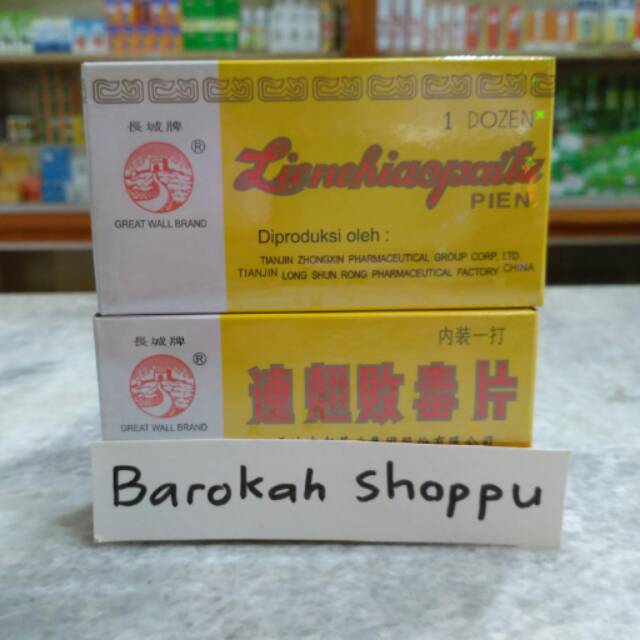 1 DOZEN
長城牌
®
GREAT WALL BRAND
Lienchiaopaitz
PIEN
Diproduksi oleh :
TIANJIN ZHONGXIN PHARMACEUTICAL GROUP CORP. LTD.
TIANJIN LONG SHUN RONG PHARMACEUTICAL FACTORY CHINA
長城牌
®
GREAT WALL BRAND
内装一打
連翹敗毒片
Barokah Shoppu